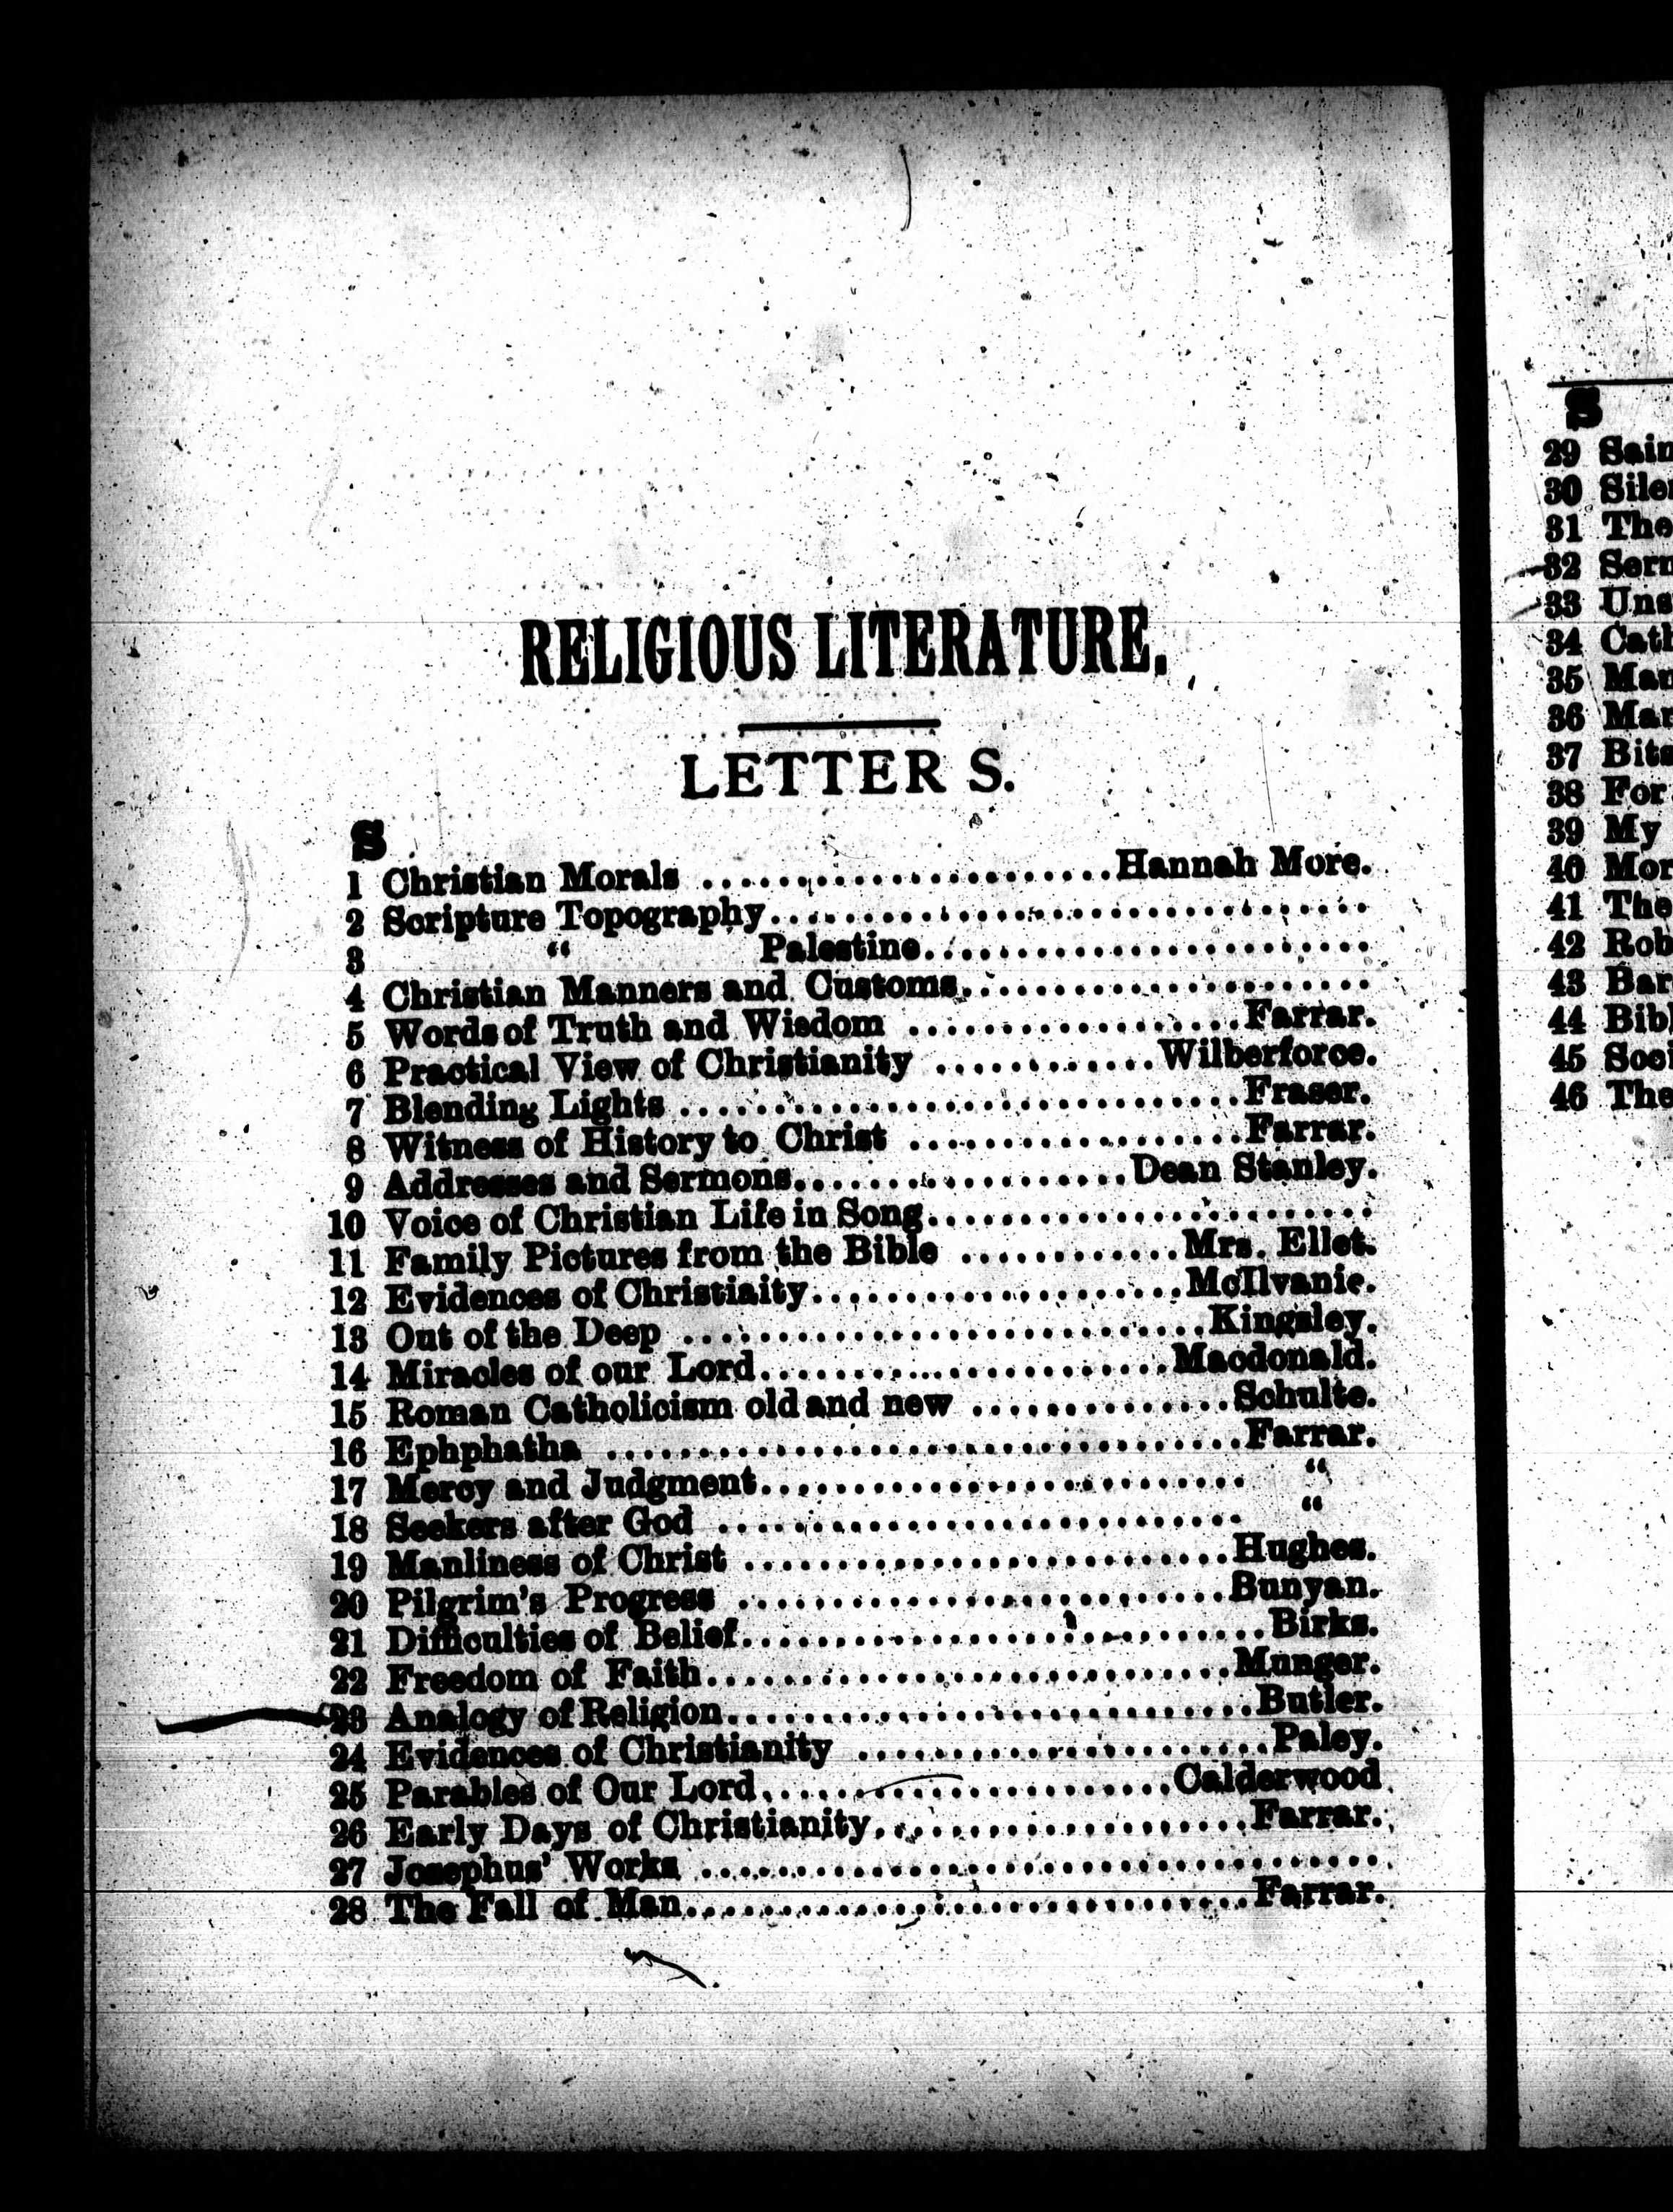 RELIGIOUS LITERATURE.
LETTER S.
S
1 Christian Morals ......................Hannah More.
2 Scripture Topography................................
3 “ Palestine........................
4 Christian Manners and Customs......................
5 Words of Truth and Wisdom ..................Farrar.
6 Practical View of Christianity ............Wilberforce.
7 Blending Lights ..............................Fraser.
8 Witness of History to Christ ..................Farrar.
9 Addresses and Sermons..................Dean Stanley.
10 Voice of Christian Life in Song........................
11 Family Pictures from the Bible ............Mrs. Ellet.
12 Evidences of Christiaity....................McIlvanie.
13 Out of the Deep ............................Kingsley.
14 Miracles of our Lord......................Macdonald.
15 Roman Catholicism old and new ..............Schulte.
16 Ephphatha ..................................Farrar.
17 Mercy and Judgment.......................... “
18 Seekers after God ............................ “
19 Manliness of Christ ..........................Hughes.
20 Pilgrim's Progress ..........................Bunyan.
21 Difficulties of Belief............................Birks.
22 Freedom of Faith............................Munger.
23 Analogy of Religion............................Butler.
24 Evidences of Christianity ......................Paley.
25 Parables of Our Lord......................Calderwood
26 Early Days of Christianity....................Farrar.
27 Josephus' Works ....................................
28 The Fall of Man..............................Farrar.
S
29
30
31 The
32
33
34
35
36
37
38 For
39 My
40
41 The
42
43
44
45
46 The